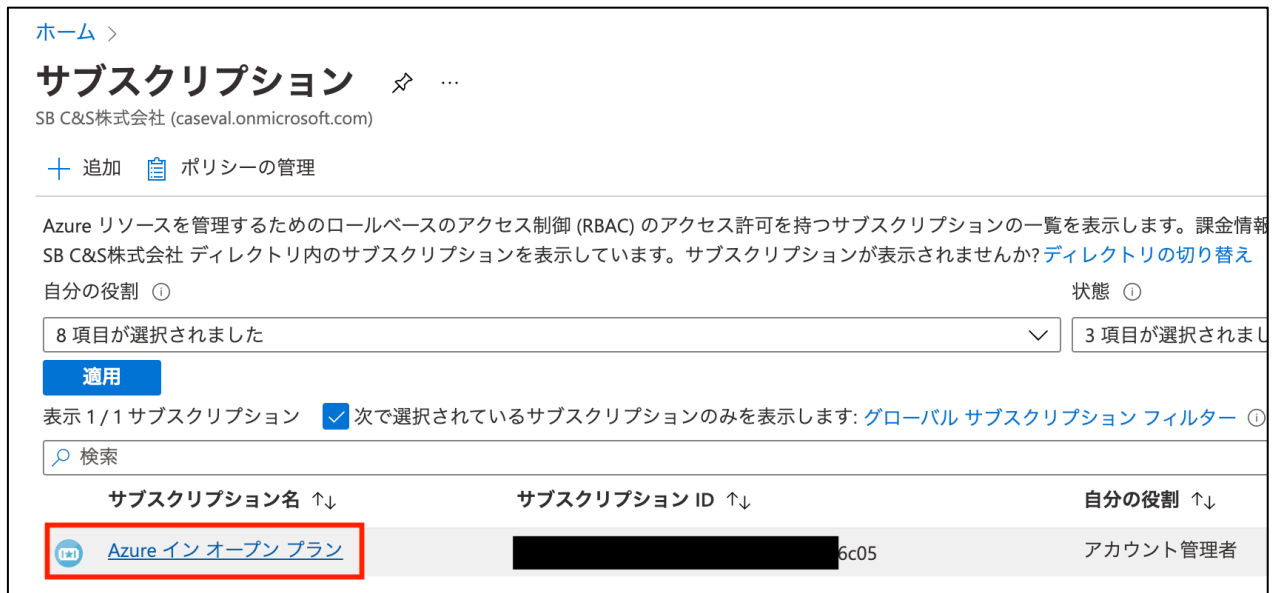 ホーム >
サブスクリプション ...
SB C&S株式会社 (caseval.onmicrosoft.com)
追加 ポリシーの管理
Azure リソースを管理するためのロールベースのアクセス制御 (RBAC) のアクセス許可を持つサブスクリプションの一覧を表示します。課金情報
SB C&S株式会社 ディレクトリ内のサブスクリプションを表示しています。サブスクリプションが表示されませんか? ディレクトリの切り替え
自分の役割 状態
8 項目が選択されました 3 項目が選択されまし
適用
表示 1 / 1 サブスクリプション 次で選択されているサブスクリプションのみを表示します: グローバル サブスクリプション フィルター
検索
サブスクリプション名 ↑↓ サブスクリプション ID ↑↓ 自分の役割 ↑↓
Azure イン オープン プラン 6c05 アカウント管理者